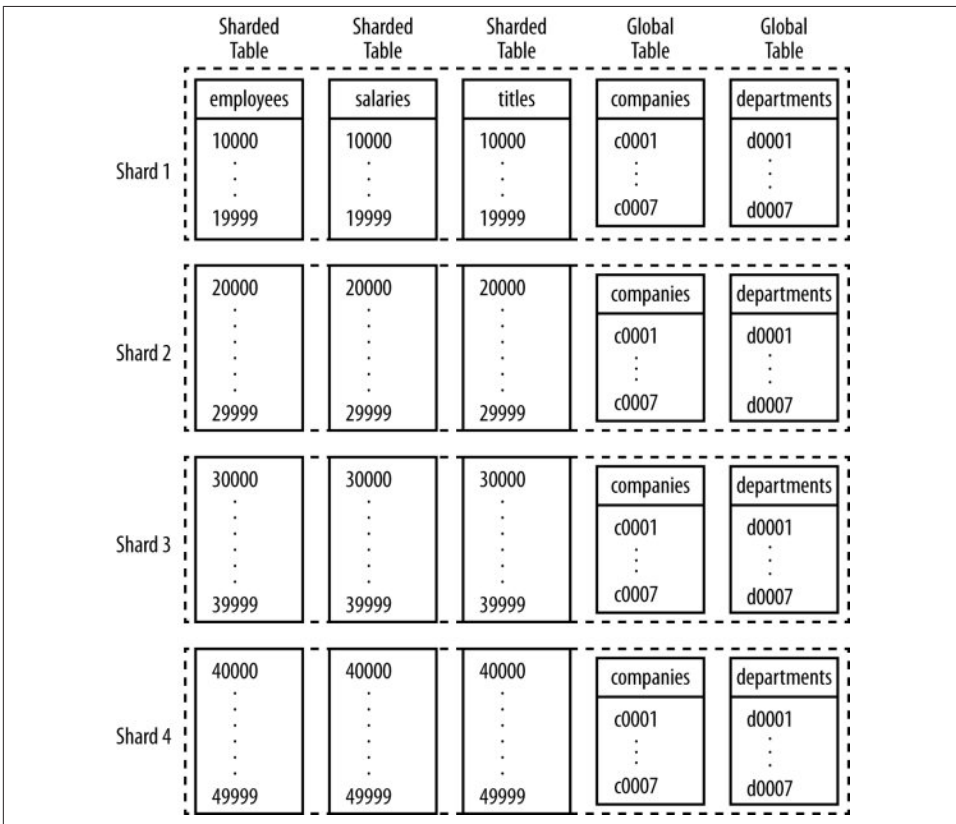 Sharded Table
Sharded Table
Sharded Table
Global Table
Global Table
Shard 1
employees
10000
19999
salaries
10000
19999
titles
10000
19999
companies
c0001
c0007
departments
d0001
d0007
Shard 2
20000
29999
20000
29999
20000
29999
companies
c0001
c0007
departments
d0001
d0007
Shard 3
30000
39999
30000
39999
30000
39999
companies
c0001
c0007
departments
d0001
d0007
Shard 4
40000
49999
40000
49999
40000
49999
companies
c0001
c0007
departments
d0001
d0007